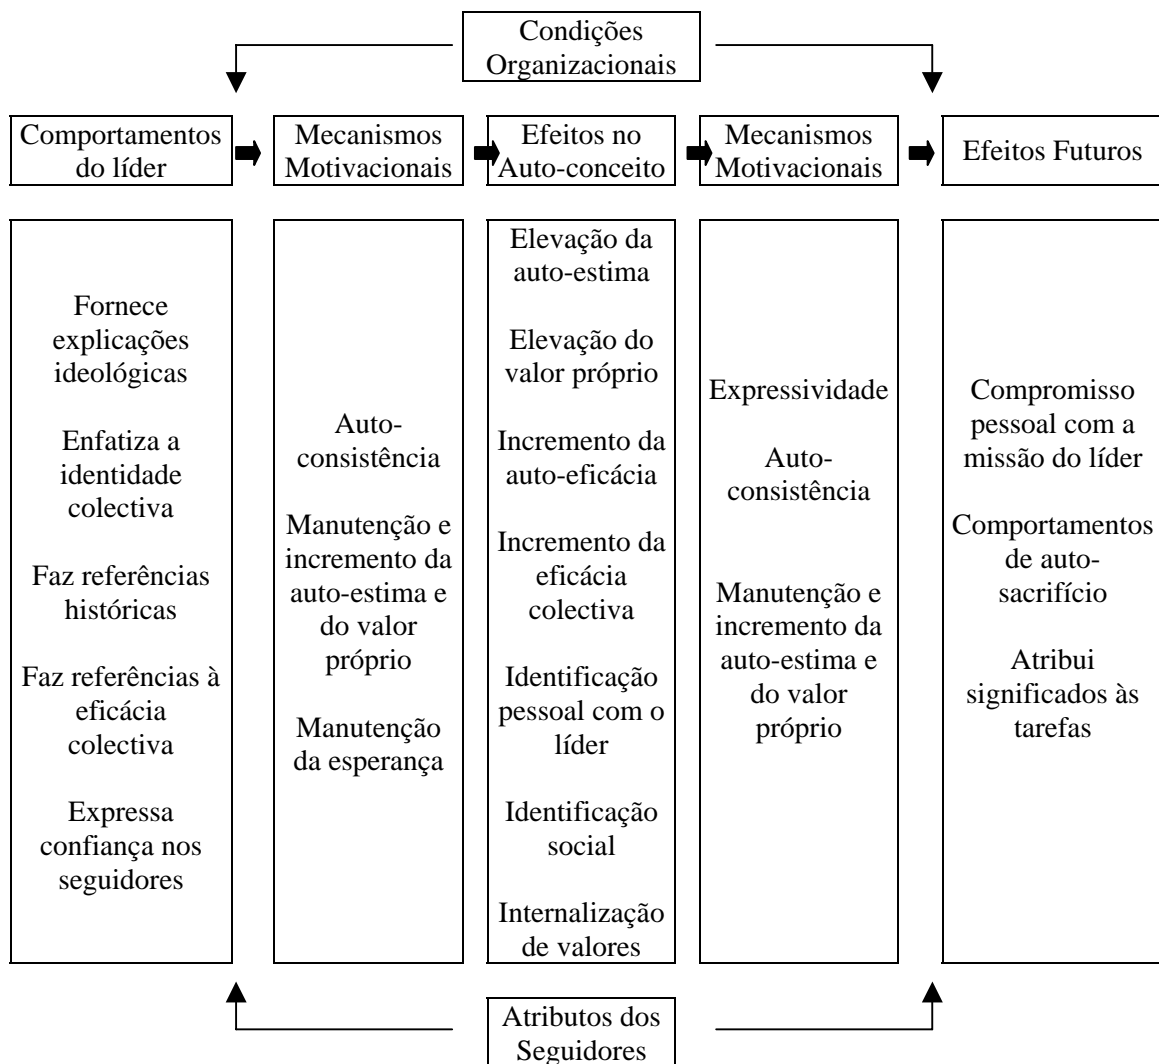 Condições
Organizacionais
Comportamentos
do líder
Mecanismos
Motivacionais
Efeitos no
Auto-conceito
Mecanismos
Motivacionais
Efeitos Futuros
Fornece
explicações
ideológicas
Enfatiza a
identidade
colectiva
Faz referências
históricas
Faz referências à
eficácia
colectiva
Expressa
confiança nos
seguidores
Auto-
consistência
Manutenção e
incremento da
auto-estima e
do valor
próprio
Manutenção
da esperança
Elevação da
auto-estima
Elevação do
valor próprio
Incremento da
auto-eficácia
Incremento da
eficácia
colectiva
Identificação
pessoal com o
líder
Identificação
social
Internalização
de valores
Expressividade
Auto-
consistência
Manutenção e
incremento da
auto-estima e
do valor
próprio
Compromisso
pessoal com a
missão do líder
Comportamentos
de auto-
sacrifício
Atribui
significados às
tarefas
Atributos dos
Seguidores